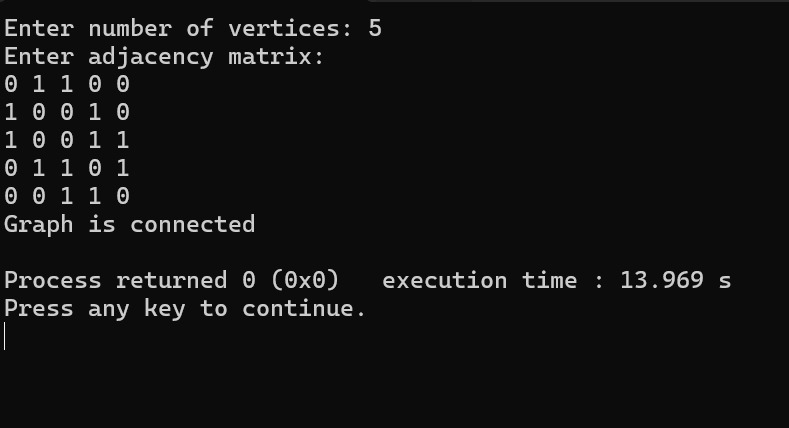 Enter number of vertices: 5
Enter adjacency matrix:
0 1 1 0 0
1 0 0 1 0
1 0 0 1 1
0 1 1 0 1
0 0 1 1 0
Graph is connected
Process returned 0 (0x0)   execution time : 13.969 s
Press any key to continue.